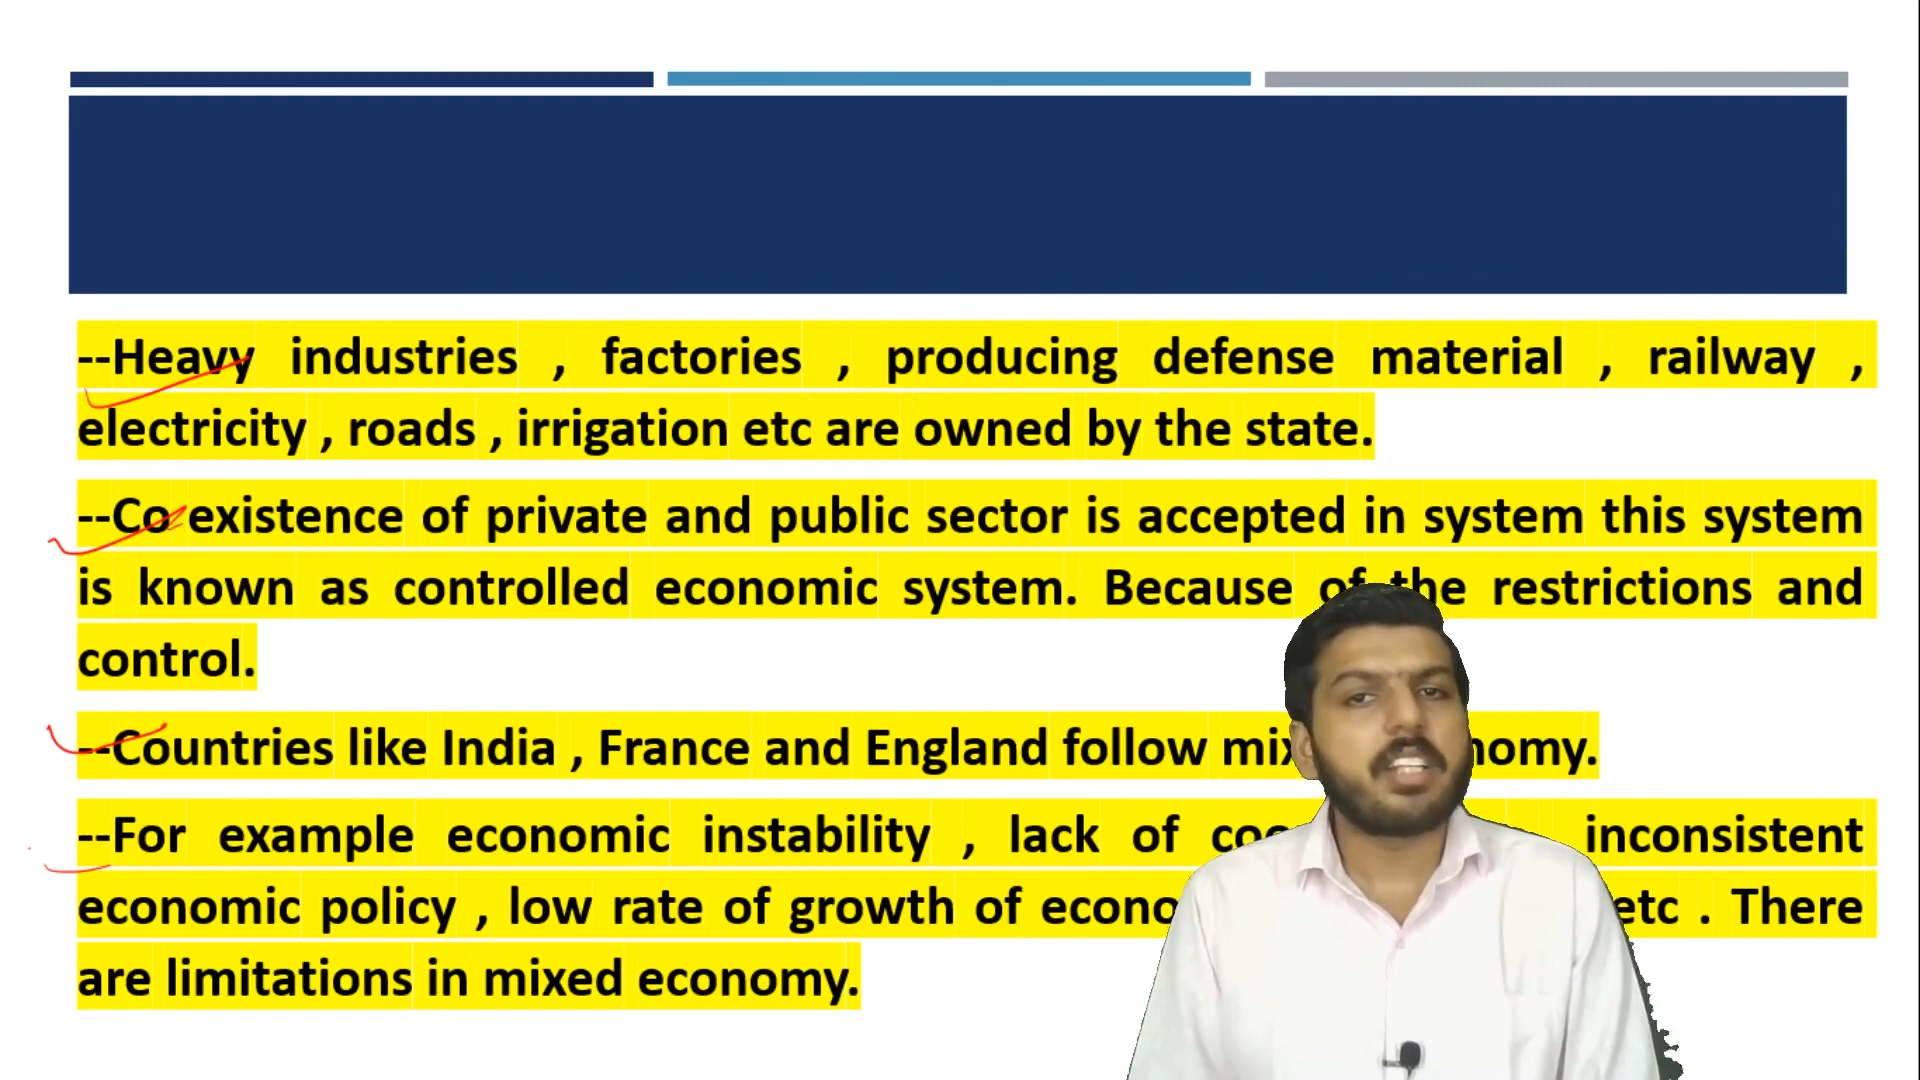 --Heavy industries , factories , producing defense material , railway ,
electricity , roads , irrigation etc are owned by the state.
--Co existence of private and public sector is accepted in system this system
is known as controlled economic system. Because of the restrictions and
control.
--Countries like India , France and England follow
--For example economic instability , lack of inconsistent
economic policy , low rate of growth of etc . There
are limitations in mixed economy.